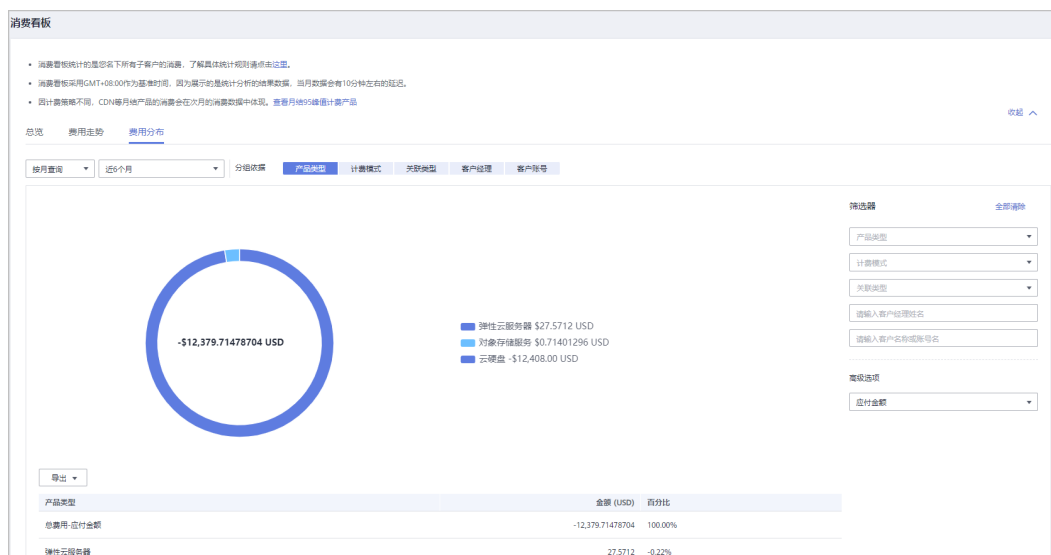 消费看板
• 消费看板统计的是您名下所有子客户的消费，了解具体统计规则请点击这里。
• 消费看板采用GMT+08:00作为基准时间，因为展示的是统计分析的结果数据，当月数据会有10分钟左右的延迟。
• 因计费策略不同，CDN等月结产品的消费会在次月的消费数据中体现。查看月结95峰值计费产品
收起
总览 费用走势 费用分布
按月查询 近6个月 分组依据 产品类型 计费模式 关联类型 客户经理 客户账号
筛选器 全部清除
产品类型
计费模式
关联类型
请输入客户经理姓名
请输入客户名称或账号名
高级选项
应付金额
-$12,379.71478704 USD
弹性云服务器 $27.5712 USD
对象存储服务 $0.71401296 USD
云硬盘 -$12,408.00 USD
导出
产品类型 金额 (USD) 百分比
总费用-应付金额 -12,379.71478704 100.00%
弹性云服务器 27.5712 -0.22%